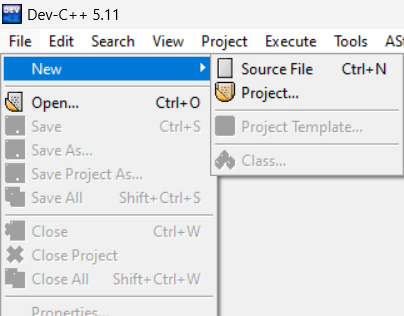 Dev-C++ 5.11
File Edit Search View Project Execute Tools
New
Source File Ctrl+N
Project...
Open... Ctrl+O
Save Ctrl+S
Project Template...
Save As...
Class...
Save Project As...
Save All Shift+Ctrl+S
Close Ctrl+W
Close Project
Close All Shift+Ctrl+W
Properties...